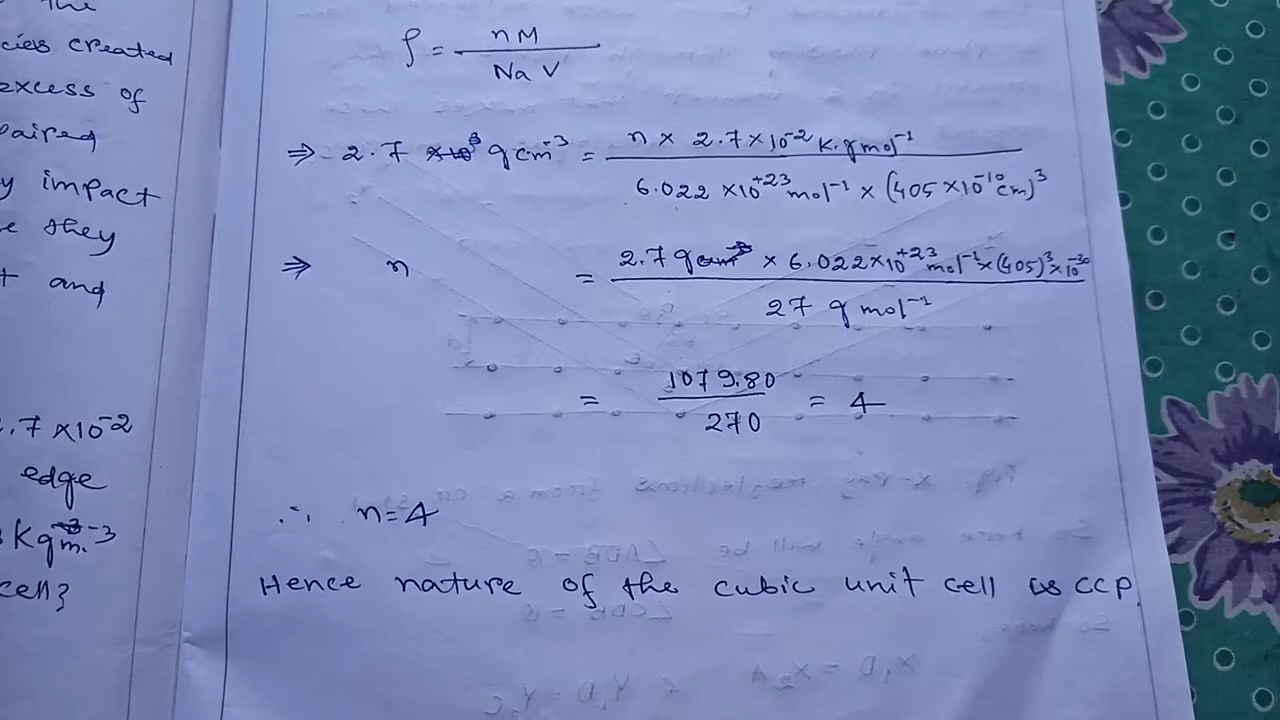 the
cies created
excess of
paired
y impact
e they
t and
.7 ×10⁻²
edge
Kg m.⁻³
cell?
ρ = nM / Na V
⇒ 2.7 g cm⁻³ = n × 2.7 × 10⁻² K.g mol⁻¹ / 6.022 × 10⁺²³ mol⁻¹ × (405 × 10⁻¹⁰ cm)³
⇒ n = 2.7 g × 6.022 × 10⁺²³ mol⁻¹ × (405)³ × 10⁻³⁰ / 27 g mol⁻¹
= 1079.80 / 270 = 4
∴ n = 4
Hence nature of the cubic unit cell is CCP.